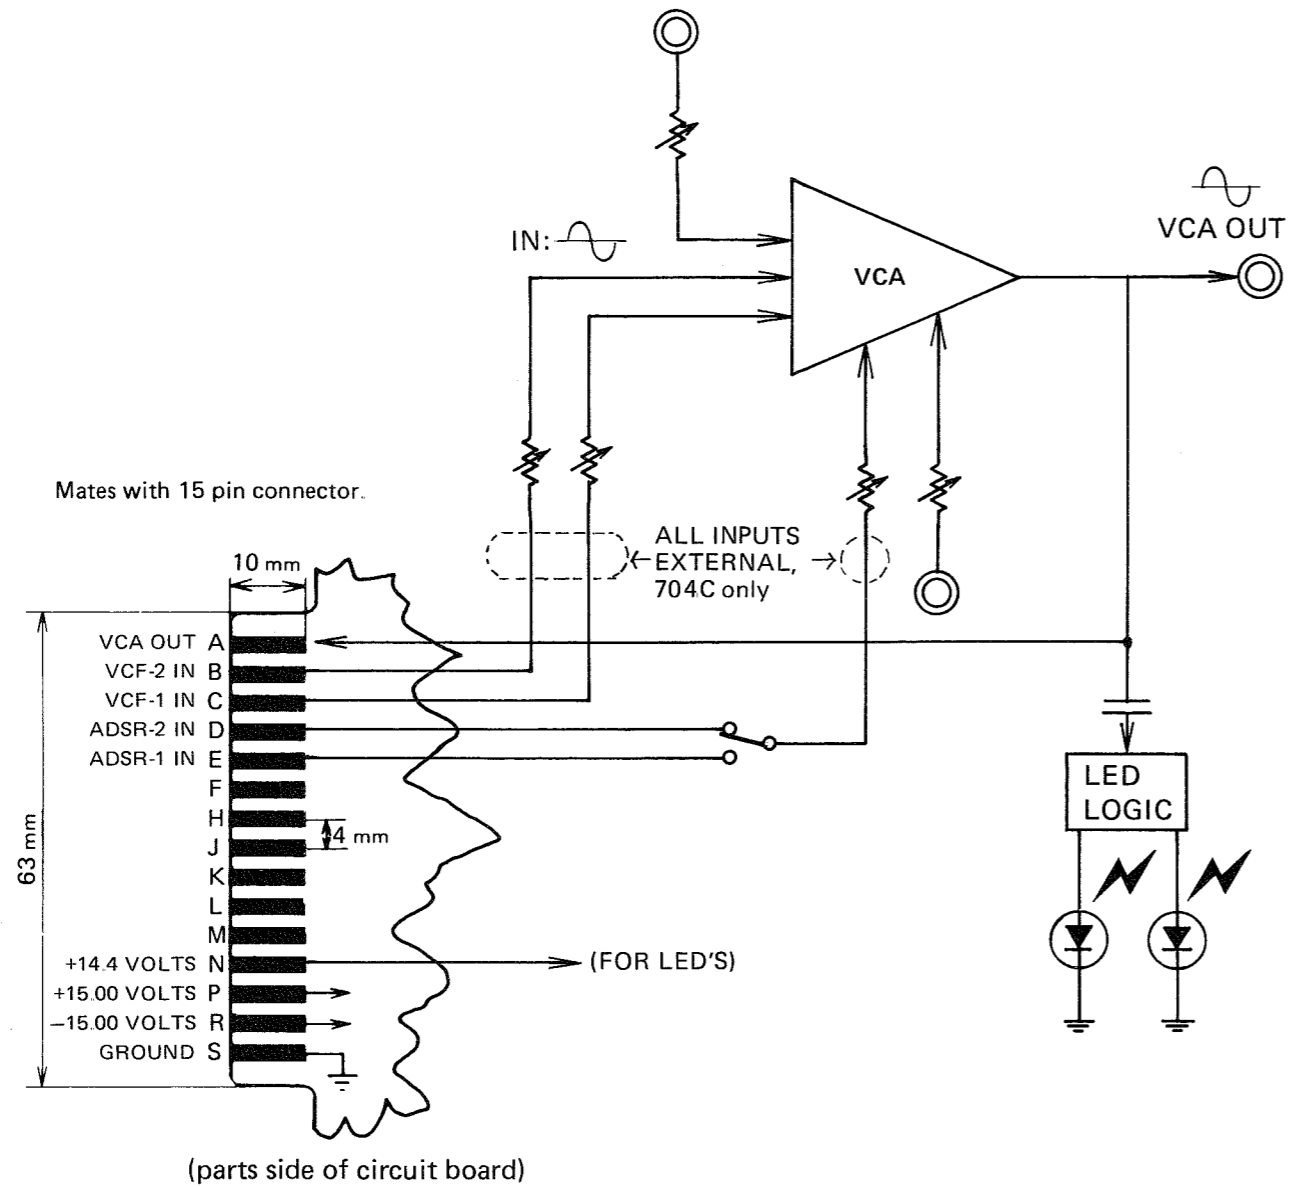 IN:
VCA
VCA OUT
Mates with 15 pin connector.
ALL INPUTS
EXTERNAL,
704C only
10 mm
VCA OUT A
VCF-2 IN B
VCF-1 IN C
ADSR-2 IN D
ADSR-1 IN E
F
H
J
4 mm
K
L
M
+14.4 VOLTS N
(FOR LED'S)
+15.00 VOLTS P
−15.00 VOLTS R
GROUND S
63 mm
LED
LOGIC
(parts side of circuit board)